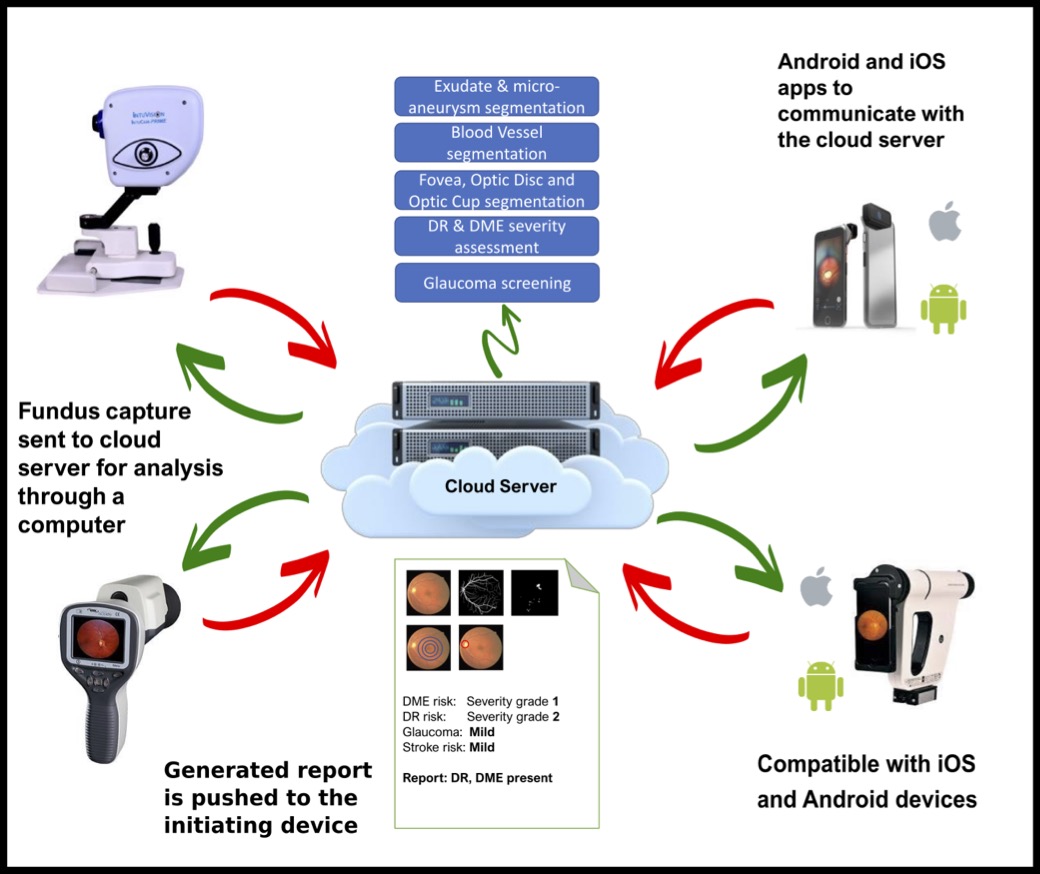 Exudate & micro-
aneurysm segmentation
Blood Vessel
segmentation
Fovea, Optic Disc and
Optic Cup segmentation
DR & DME severity
assessment
Glaucoma screening
Android and iOS
apps to
communicate with
the cloud server
INTUVISION
Fundus capture
sent to cloud
server for analysis
through a
computer
Cloud Server
DME risk: Severity grade 1
DR risk: Severity grade 2
Glaucoma: Mild
Stroke risk: Mild
Report: DR, DME present
Generated report
is pushed to the
initiating device
Compatible with iOS
and Android devices